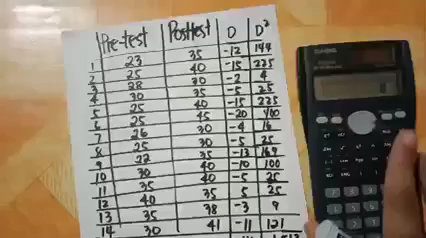 Pre-test Posttest D D²
1 23 35 -12 144
2 25 40 -15 225
3 28 30 -2 4
4 30 35 -5 25
5 25 40 -15 225
6 25 45 -20 400
7 26 30 -4 16
8 25 30 -5 25
9 22 35 -13 169
10 30 40 -10 100
11 35 40 -5 25
12 40 35 5 25
13 35 38 -3 9
14 30 41 -11 121
CASIO